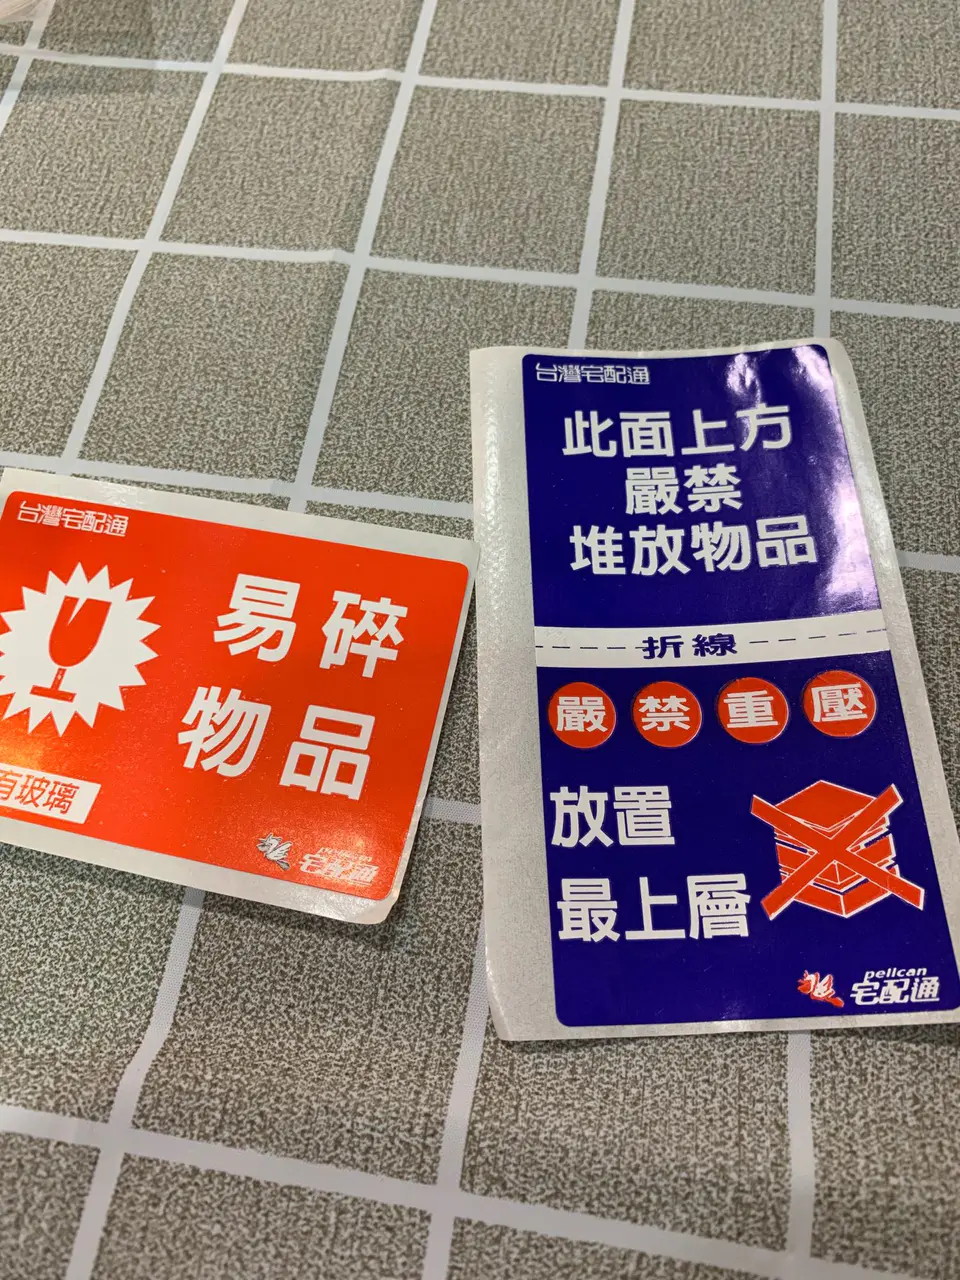 台灣宅配通
易碎
物品
有玻璃
宅配通
台灣宅配通
此面上方
嚴禁
堆放物品
折線
嚴禁重壓
放置
最上層
pelican
宅配通